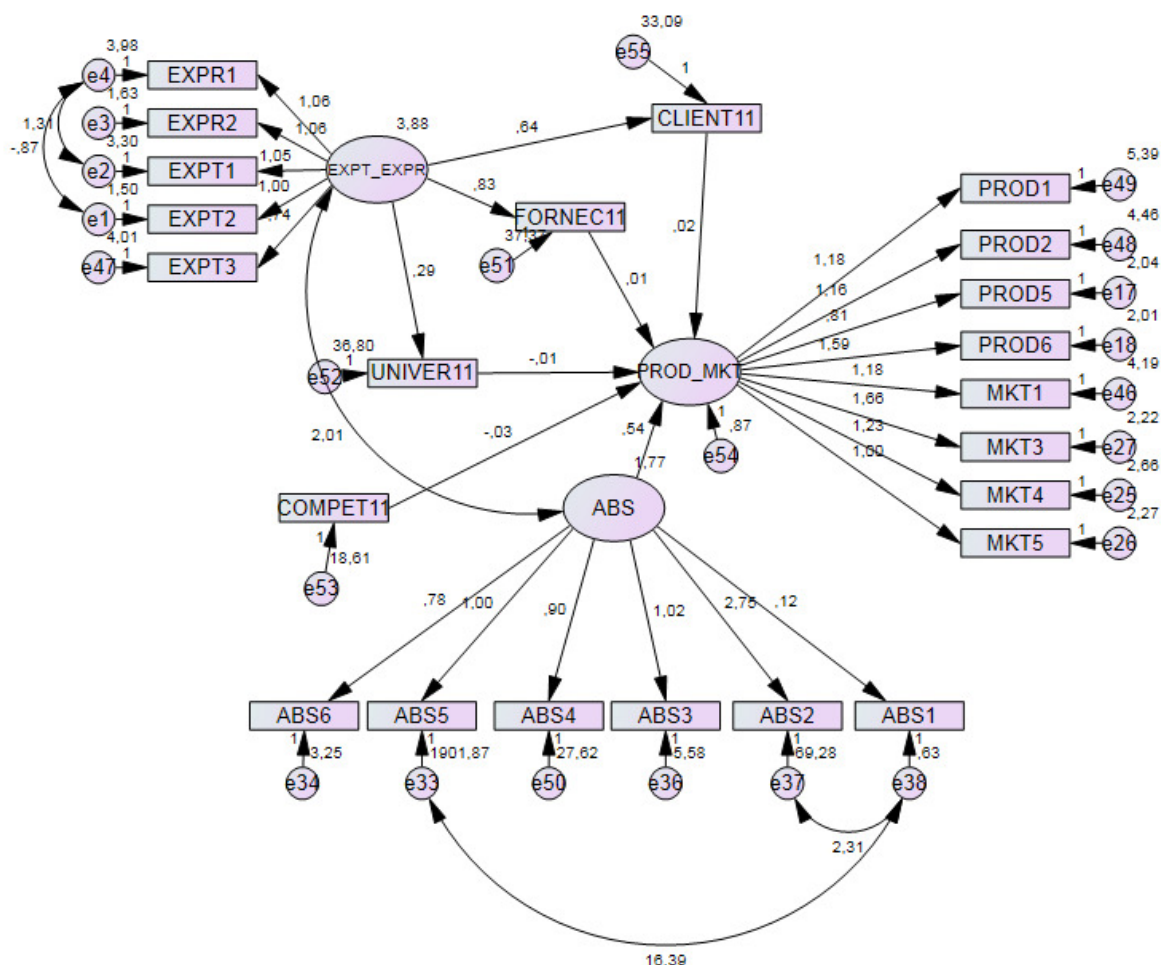 33,09
e55
1
CLIENT11
3,98
e4
1
EXPR1
1,63
e3
1
EXPR2
3,30
e2
1
EXPT1
1,50
e1
1
EXPT2
4,01
e47
1
EXPT3
1,31
-,87
1,06
1,06
1,05
1,00
,74
3,88
EXPT_EXPR
,64
,83
FORNEC11
37,37
1
e51
,29
,01
,02
36,80
e52
1
UNIVER11
-,01
PROD_MKT
2,01
-,03
,54
1
,87
e54
1,77
ABS
COMPET11
1
18,61
e53
1,18
1,16
,81
1,59
1,18
1,66
1,23
1,00
5,39
PROD1
1
e49
4,46
PROD2
1
e48
2,04
PROD5
1
e17
2,01
PROD6
1
e18
4,19
MKT1
1
e46
2,22
MKT3
1
e27
2,66
MKT4
1
e25
2,27
MKT5
1
e26
,78
1,00
,90
1,02
2,75
,12
ABS6
ABS5
ABS4
ABS3
ABS2
ABS1
1
3,25
1
1901,87
1
27,62
1
5,58
1
69,28
1
,63
e34
e33
e50
e36
e37
e38
2,31
16,39